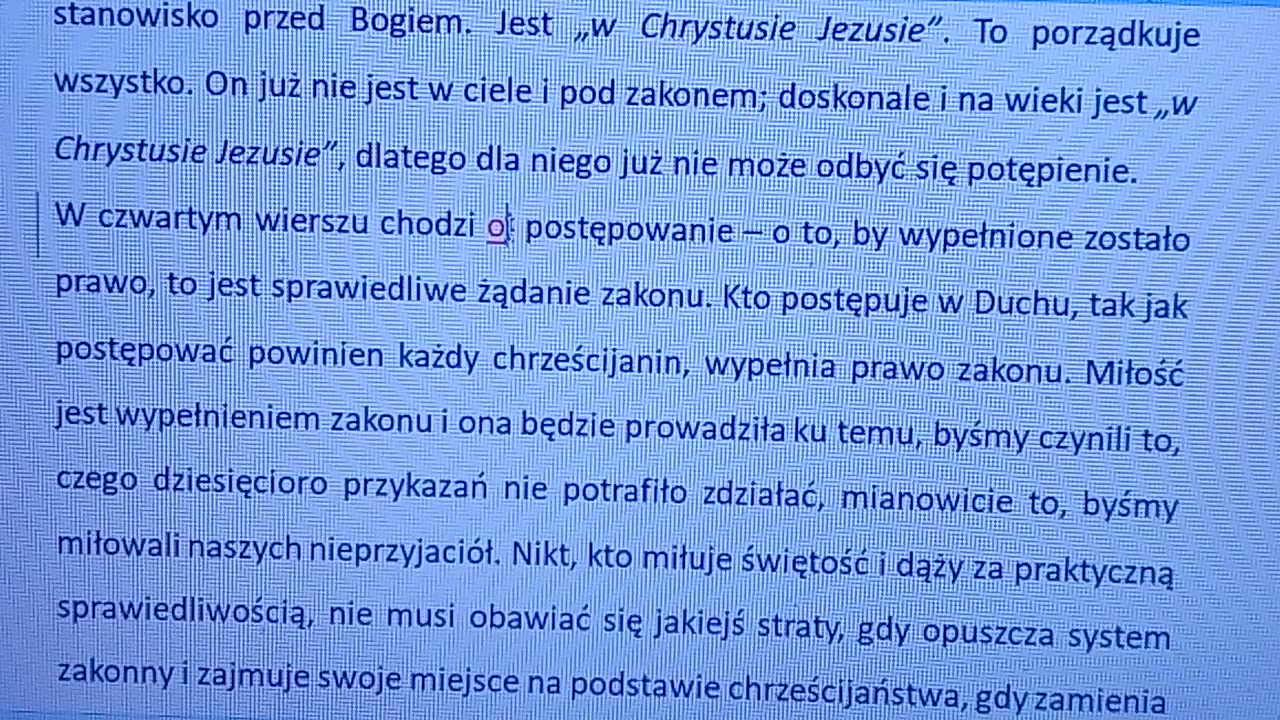 stanowisko przed Bogiem. Jest „w Chrystusie Jezusie”. To porządkuje
wszystko. On już nie jest w ciele i pod zakonem; doskonale i na wieki jest „w
Chrystusie Jezusie”, dlatego dla niego już nie może odbyć się potępienie.
W czwartym wierszu chodzi o: postępowanie – o to, by wypełnione zostało
prawo, to jest sprawiedliwe żądanie zakonu. Kto postępuje w Duchu, tak jak
postępować powinien każdy chrześcijanin, wypełnia prawo zakonu. Miłość
jest wypełnieniem zakonu i ona będzie prowadziła ku temu, byśmy czynili to,
czego dziesięcioro przykazań nie potrafiło zdziałać, mianowicie to, byśmy
miłowali naszych nieprzyjaciół. Nikt, kto miłuje świętość i dąży za praktyczną
sprawiedliwością, nie musi obawiać się jakiejś straty, gdy opuszcza system
zakonny i zajmuje swoje miejsce na podstawie chrześcijaństwa, gdy zamienia